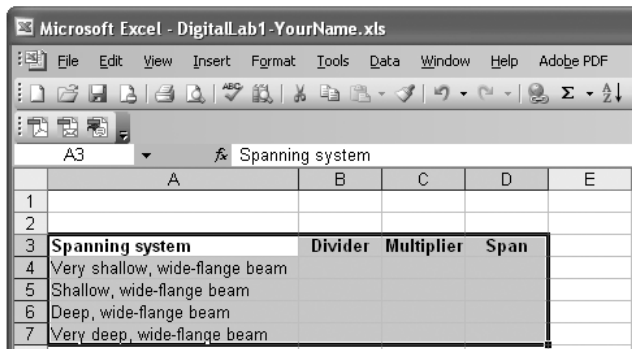 Microsoft Excel - DigitalLab1-YourName.xls
File Edit View Insert Format Tools Data Window Help Adobe PDF
ABC Σ A Z
A3 fx Spanning system
A B C D E
1
2
3 Spanning system Divider Multiplier Span
4 Very shallow, wide-flange beam
5 Shallow, wide-flange beam
6 Deep, wide-flange beam
7 Very deep, wide-flange beam